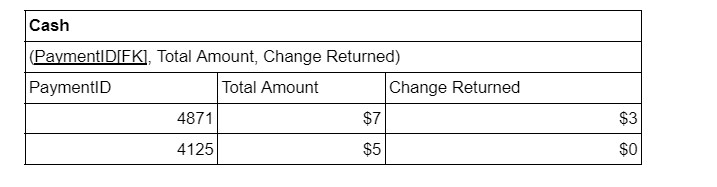 Cash
(PaymentID[FK], Total Amount, Change Returned)
PaymentID Total Amount Change Returned
4871 $7 $3
4125 $5 $0